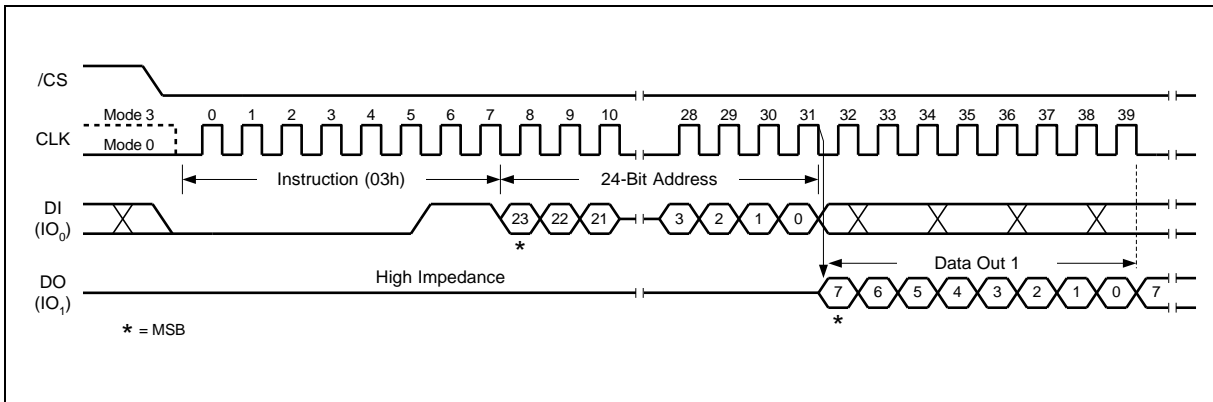 /CS
Mode 3 0 1 2 3 4 5 6 7 8 9 10 28 29 30 31 32 33 34 35 36 37 38 39
CLK Mode 0
Instruction (03h) 24-Bit Address
DI
(IO0)
23 22 21 3 2 1 0
*
High Impedance Data Out 1
DO
(IO1)
7 6 5 4 3 2 1 0 7
*
* = MSB